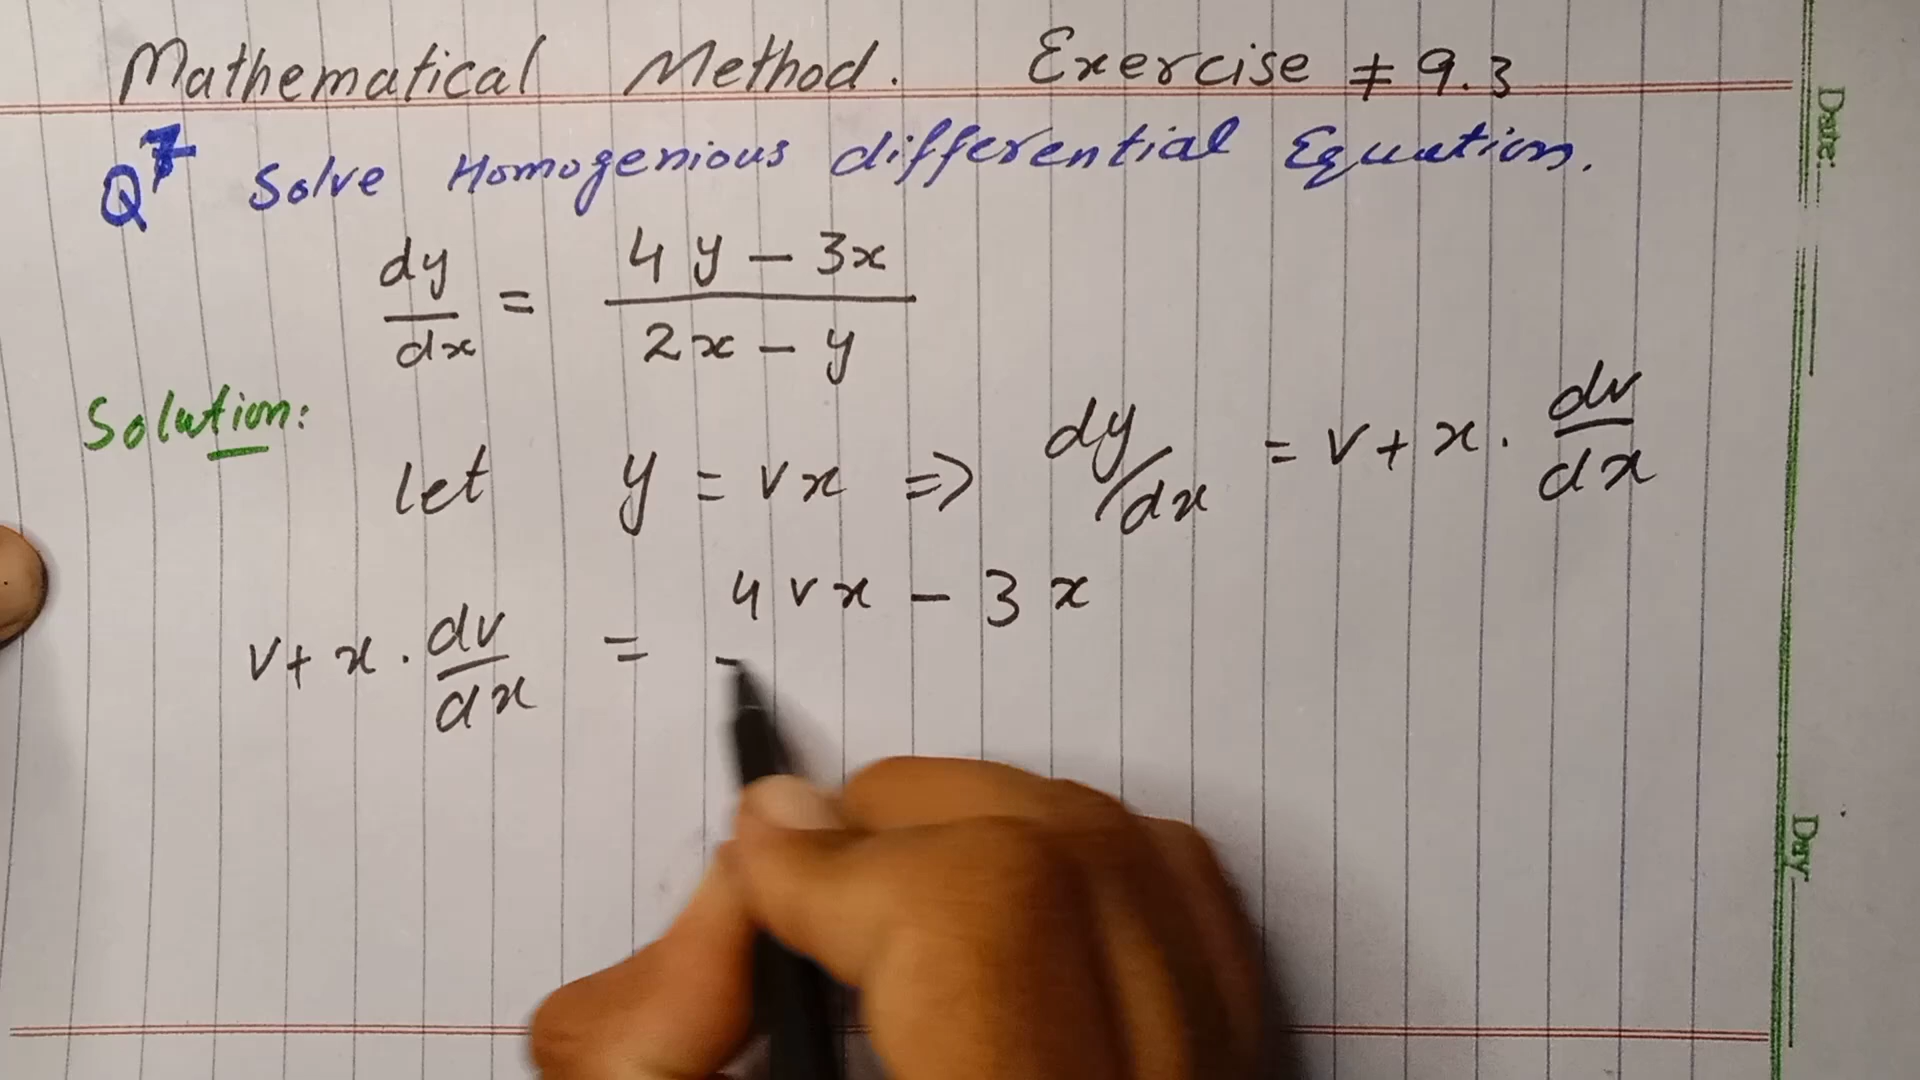 Mathematical Method. Exercise # 9.3
Q7 Solve Homogenious differential Equation.
dy/dx = (4y - 3x)/(2x - y)
Solution:
let y = vx => dy/dx = v + x . dv/dx
v + x . dv/dx = 4vx - 3x
Date:
Day